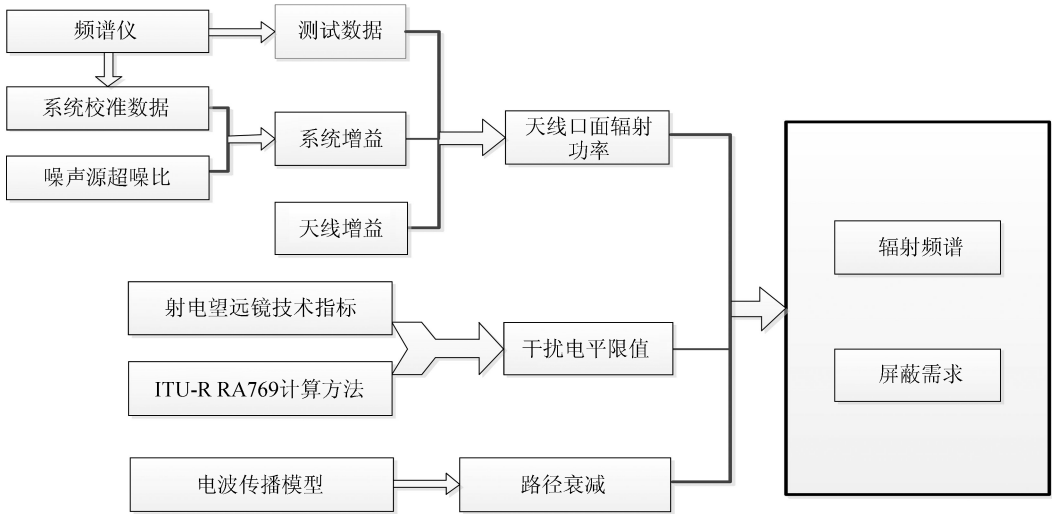 频谱仪
测试数据
系统校准数据
系统增益
噪声源超噪比
天线增益
天线口面辐射
功率
射电望远镜技术指标
ITU-R RA769计算方法
干扰电平限值
电波传播模型
路径衰减
辐射频谱
屏蔽需求